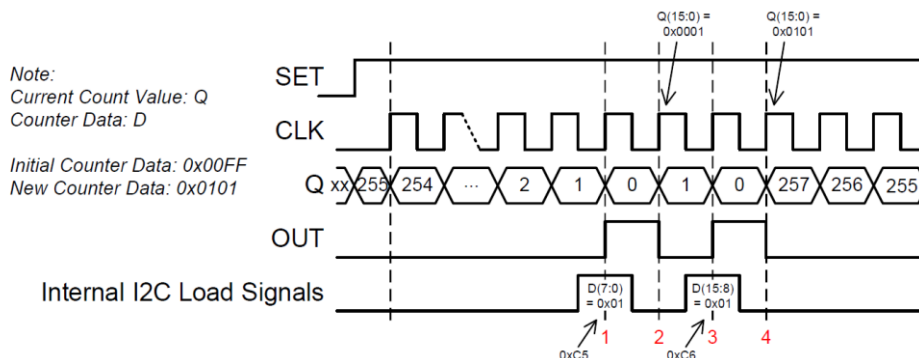 Q(15:0) =
0x0001
Q(15:0) =
0x0101
Note:
Current Count Value: Q
Counter Data: D
Initial Counter Data: 0x00FF
New Counter Data: 0x0101
SET
CLK
Q xx 255 254 ... 2 1 0 1 0 257 256 255
OUT
Internal I2C Load Signals
D(7:0)
= 0x01
D(15:8)
= 0x01
1 2 3 4
0xC5
0xC6